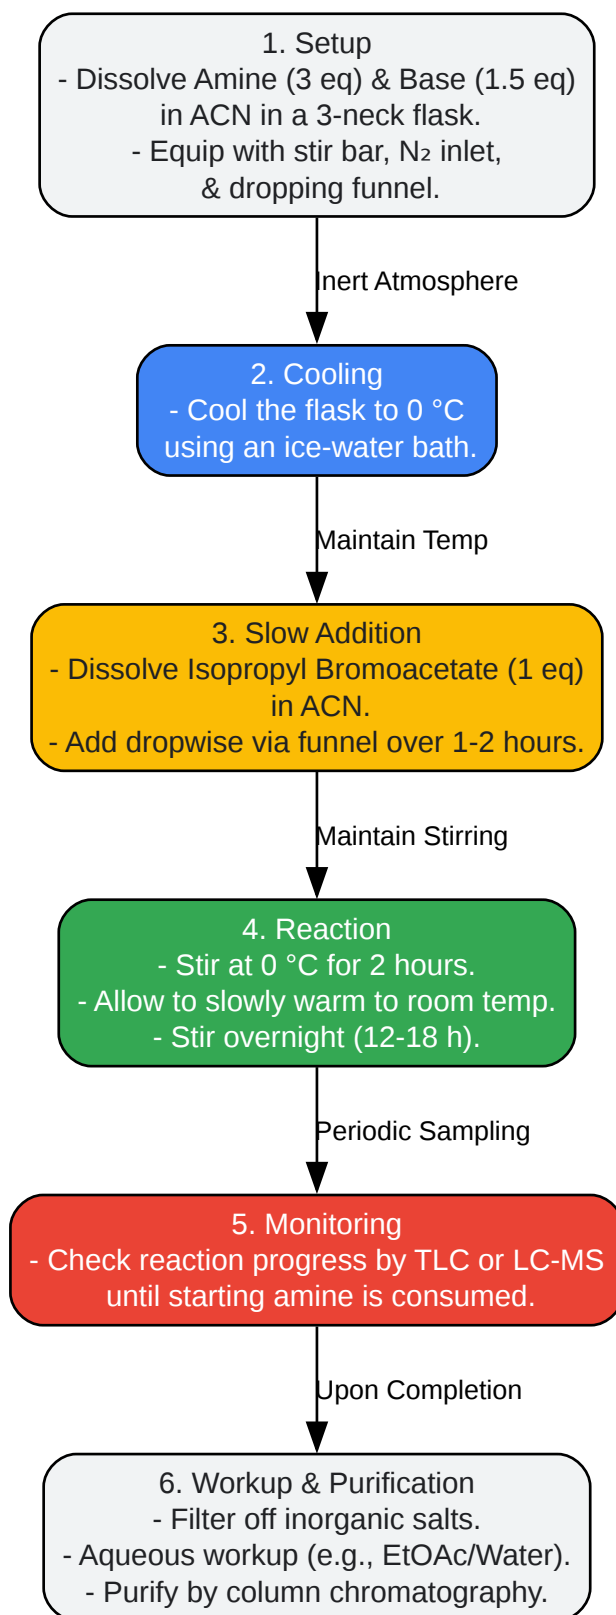 1. Setup
- Dissolve Amine (3 eq) & Base (1.5 eq)
in ACN in a 3-neck flask.
- Equip with stir bar, N₂ inlet,
& dropping funnel.
Inert Atmosphere
2. Cooling
- Cool the flask to 0 °C
using an ice-water bath.
Maintain Temp
3. Slow Addition
- Dissolve Isopropyl Bromoacetate (1 eq)
in ACN.
- Add dropwise via funnel over 1-2 hours.
Maintain Stirring
4. Reaction
- Stir at 0 °C for 2 hours.
- Allow to slowly warm to room temp.
- Stir overnight (12-18 h).
Periodic Sampling
5. Monitoring
- Check reaction progress by TLC or LC-MS
until starting amine is consumed.
Upon Completion
6. Workup & Purification
- Filter off inorganic salts.
- Aqueous workup (e.g., EtOAc/Water).
- Purify by column chromatography.